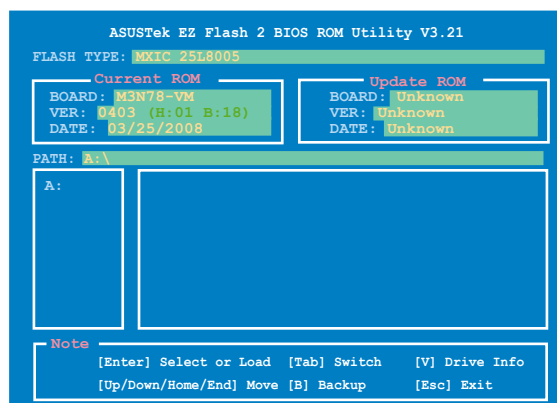 ASUSTek EZ Flash 2 BIOS ROM Utility V3.21
FLASH TYPE: MXIC 25L8005
Current ROM
BOARD: M3N78-VM
VER: 0403 (H:01 B:18)
DATE: 03/25/2008
Update ROM
BOARD: Unknown
VER: Unknown
DATE: Unknown
PATH: A:\
A:
Note
[Enter] Select or Load [Tab] Switch [V] Drive Info
[Up/Down/Home/End] Move [B] Backup [Esc] Exit